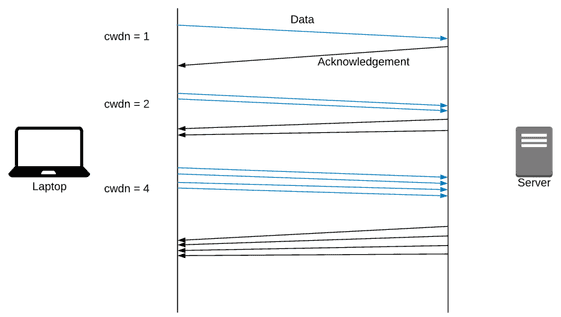 Data
cwdn = 1
Acknowledgement
cwdn = 2
Laptop
Server
cwdn = 4